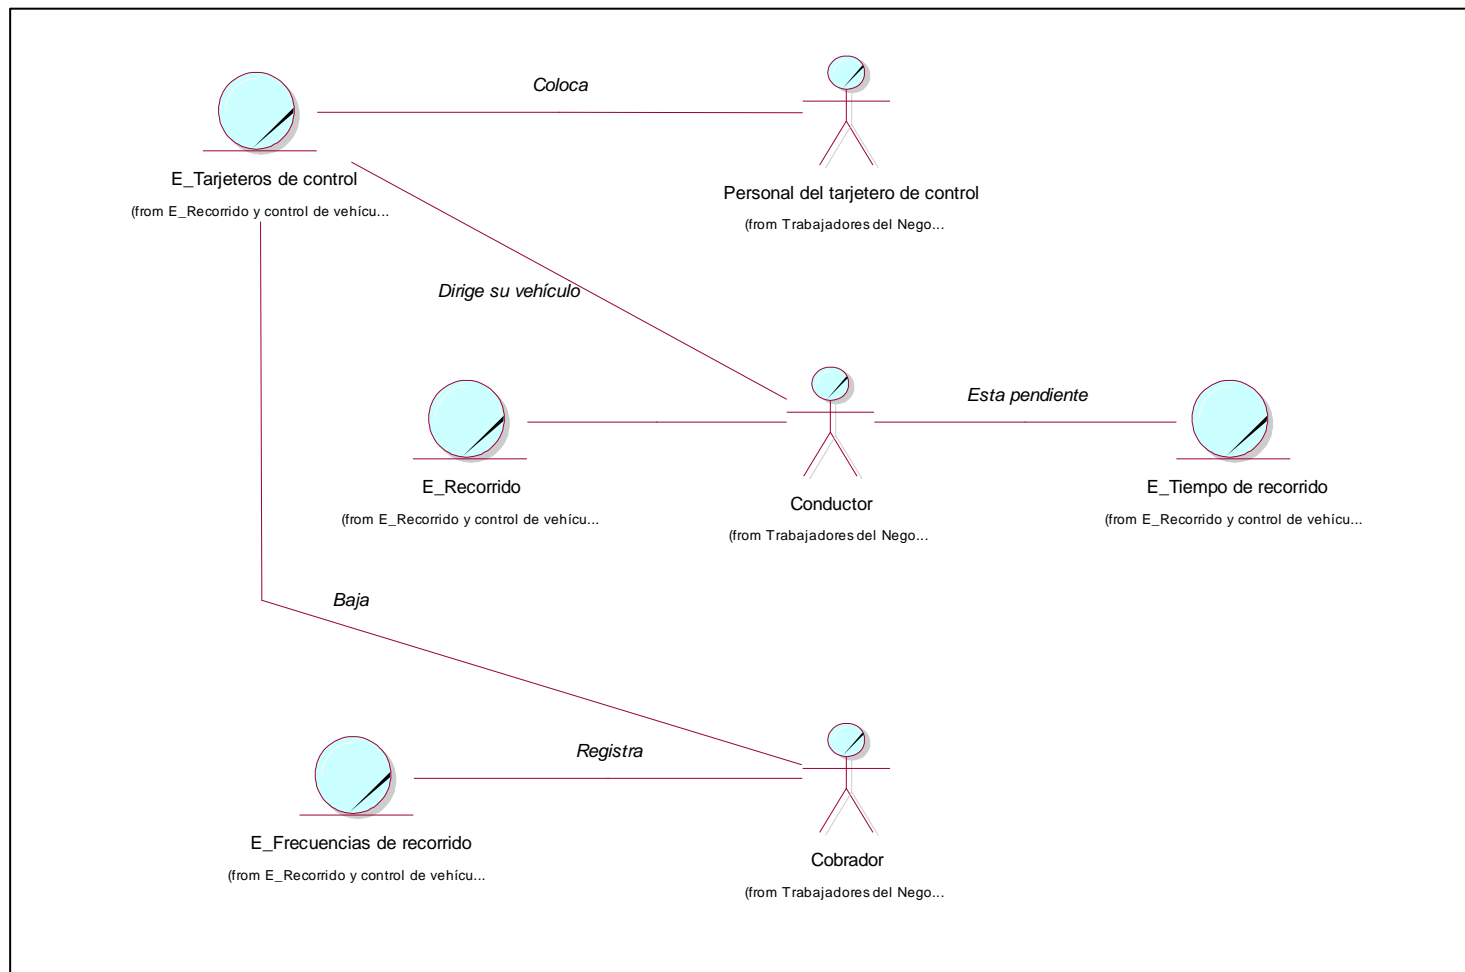 Coloca
E_Tarjeteros de control
(from E_Recorrido y control de vehícu...
Personal del tarjetero de control
(from Trabajadores del Nego...
Dirige su vehículo
Esta pendiente
E_Recorrido
(from E_Recorrido y control de vehícu...
Conductor
(from Trabajadores del Nego...
E_Tiempo de recorrido
(from E_Recorrido y control de vehícu...
Baja
Registra
E_Frecuencias de recorrido
(from E_Recorrido y control de vehícu...
Cobrador
(from Trabajadores del Nego...